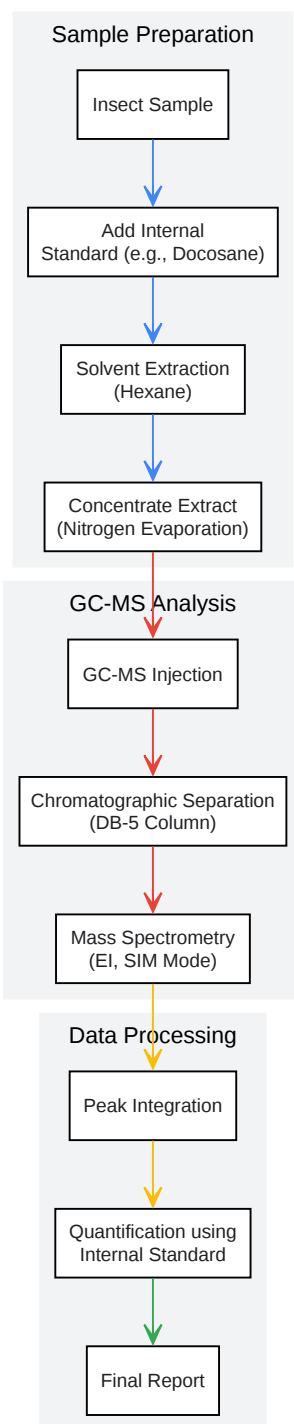 Sample Preparation
Insect Sample
Add Internal
Standard (e.g., Docosane)
Solvent Extraction
(Hexane)
Concentrate Extract
(Nitrogen Evaporation)
GC-MS Analysis
GC-MS Injection
Chromatographic Separation
(DB-5 Column)
Mass Spectrometry
(EI, SIM Mode)
Data Processing
Peak Integration
Quantification using
Internal Standard
Final Report